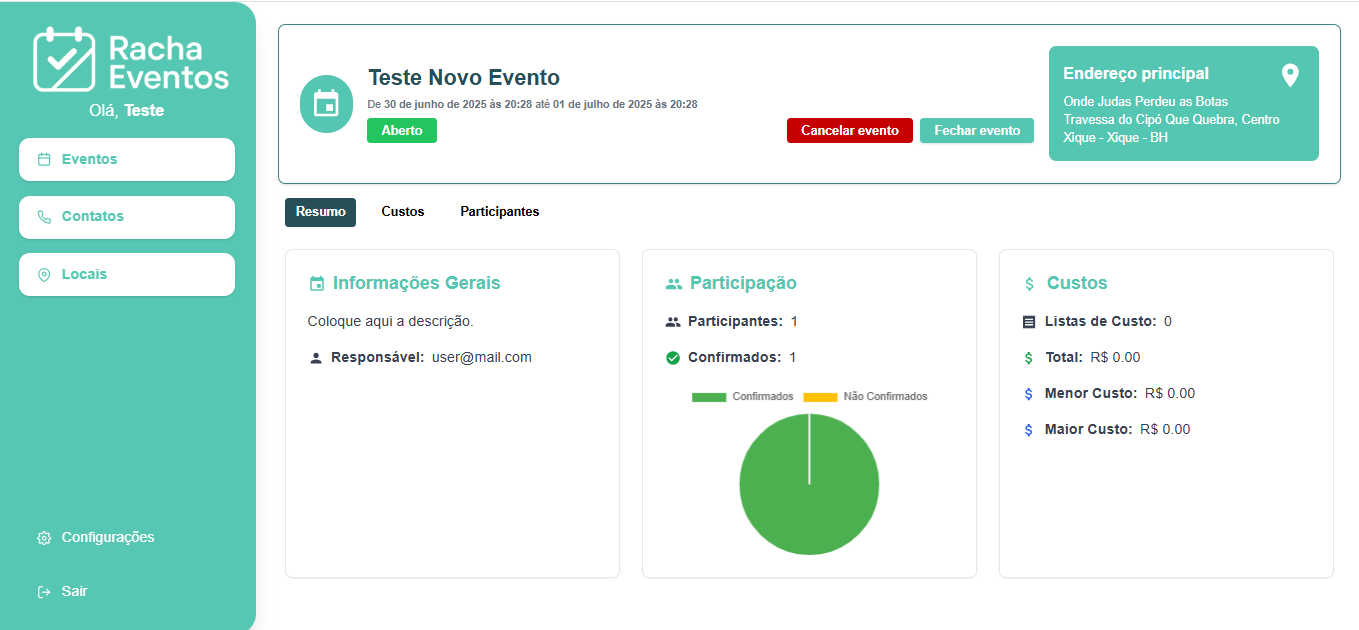 Racha
Eventos
Olá, Teste
Eventos
Contatos
Locais
Configurações
Sair
Teste Novo Evento
De 30 de junho de 2025 às 20:28 até 01 de julho de 2025 às 20:28
Aberto
Cancelar evento
Fechar evento
Endereço principal
Onde Judas Perdeu as Botas
Travessa do Cipó Que Quebra, Centro
Xique - Xique - BH
Resumo
Custos
Participantes
Informações Gerais
Coloque aqui a descrição.
Responsável: user@mail.com
Participação
Participantes: 1
Confirmados: 1
Confirmados
Não Confirmados
$ Custos
Listas de Custo: 0
$ Total: R$ 0.00
$ Menor Custo: R$ 0.00
$ Maior Custo: R$ 0.00